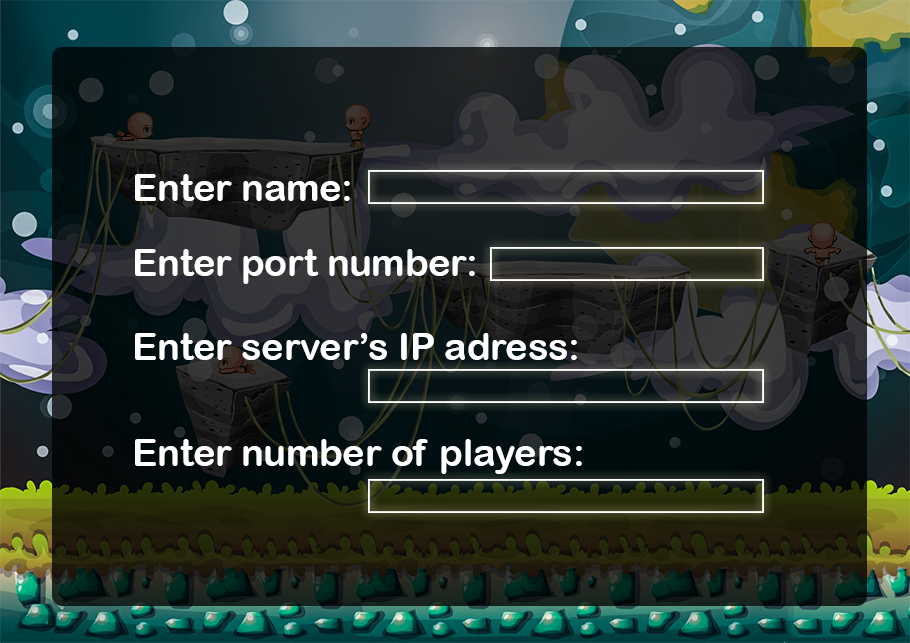 Enter name:
Enter port number:
Enter server’s IP adress:
Enter number of players: